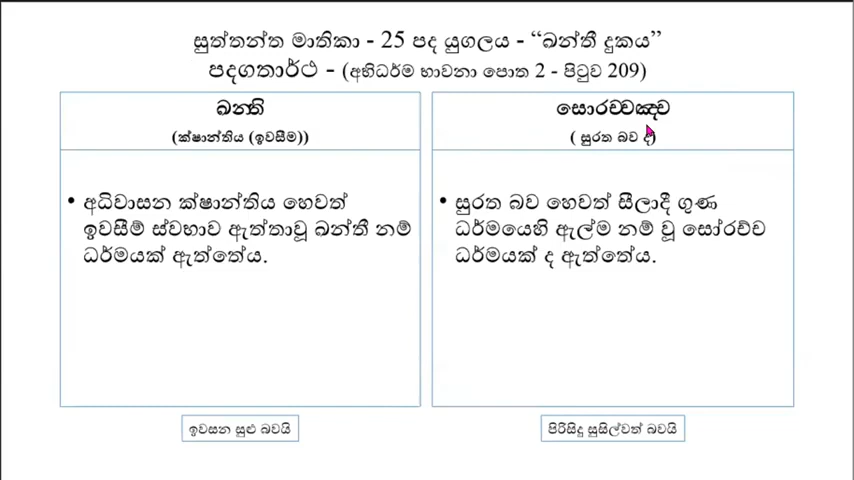 සුත්තන්ත මාතිකා - 25 පද යුගලය - “ඛන්තී දුකය”
පදගතාර්ථ - (අභිධර්ම භාවනා පොත 2 - පිටුව 209)
ඛන්ති
(ක්ෂාන්තිය (ඉවසීම))
• අධිවාසන ක්ෂාන්තිය හෙවත්
ඉවසීම් ස්වභාව ඇත්තාවූ ඛන්තී නම්
ධර්මයක් ඇත්තේය.
ඉවසන සුළු බවයි
සොරච්චඤ්ච
( සුරත බව ද)
• සුරත බව හෙවත් සීලාදී ගුණ
ධර්මයෙහි ඇල්ම නම් වූ සෝරච්ච
ධර්මයක් ද ඇත්තේය.
පිරිසිදු සුසිල්වත් බවයි